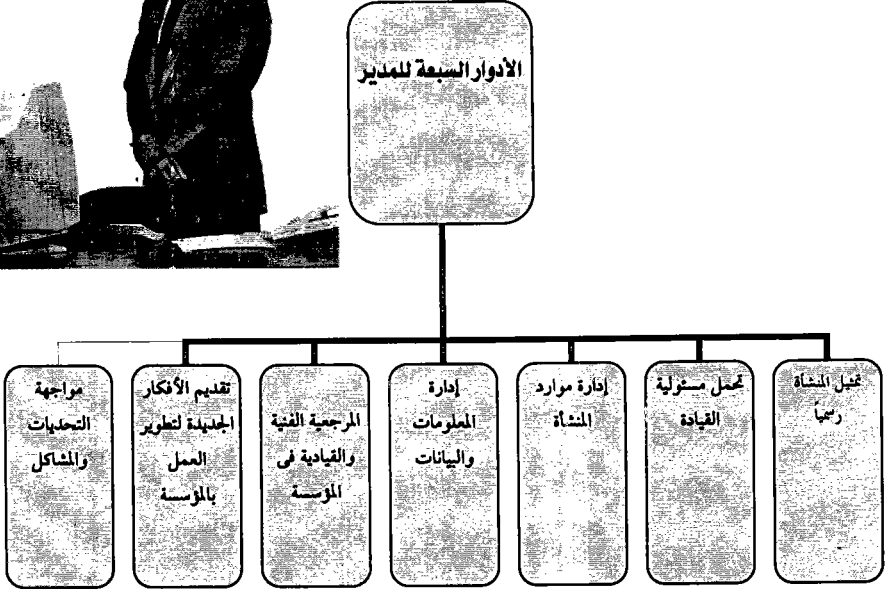 الأدوار السبعة للمدير
تمثيل المنشأة
رسمياً
تحمل مسئولية
القيادة
إدارة موارد
المنشأة
إدارة
المعلومات
والبيانات
المرجعية الفنية
والقيادية فى
المؤسسة
تقديم الأفكار
الجديدة لتطوير
العمل
بالمؤسسة
مواجهة
التحديات
والمشاكل